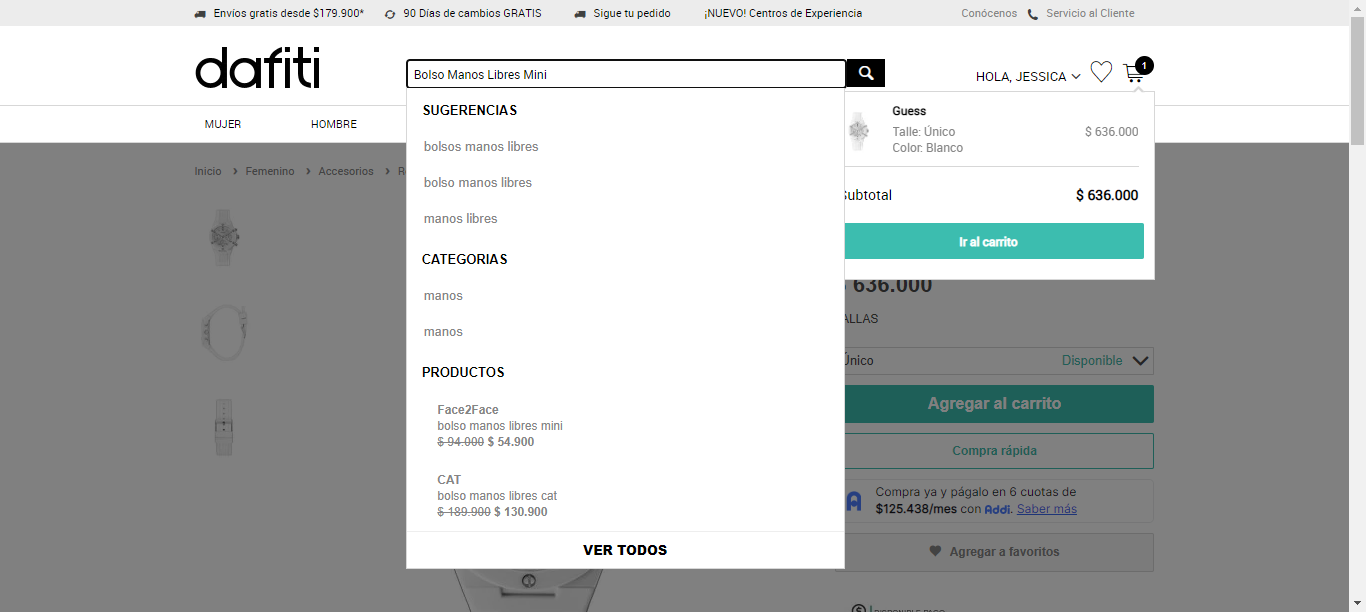 Envíos gratis desde $179.900*
90 Días de cambios GRATIS
Sigue tu pedido
¡NUEVO! Centros de Experiencia
Conócenos
Servicio al Cliente
dafiti
Bolso Manos Libres Mini
HOLA, JESSICA
1
MUJER
HOMBRE
SUGERENCIAS
bolsos manos libres
bolso manos libres
manos libres
CATEGORIAS
manos
manos
PRODUCTOS
Face2Face
bolso manos libres mini
$ 94.000 $ 54.900
CAT
bolso manos libres cat
$ 189.900 $ 130.900
VER TODOS
Guess
Talle: Único
$ 636.000
Color: Blanco
Subtotal
$ 636.000
Ir al carrito
Inicio > Femenino > Accesorios > R
$ 636.000
ALLAS
Único
Disponible
Agregar al carrito
Compra rápida
Compra ya y págalo en 6 cuotas de
$125.438/mes con Addi. Saber más
Agregar a favoritos